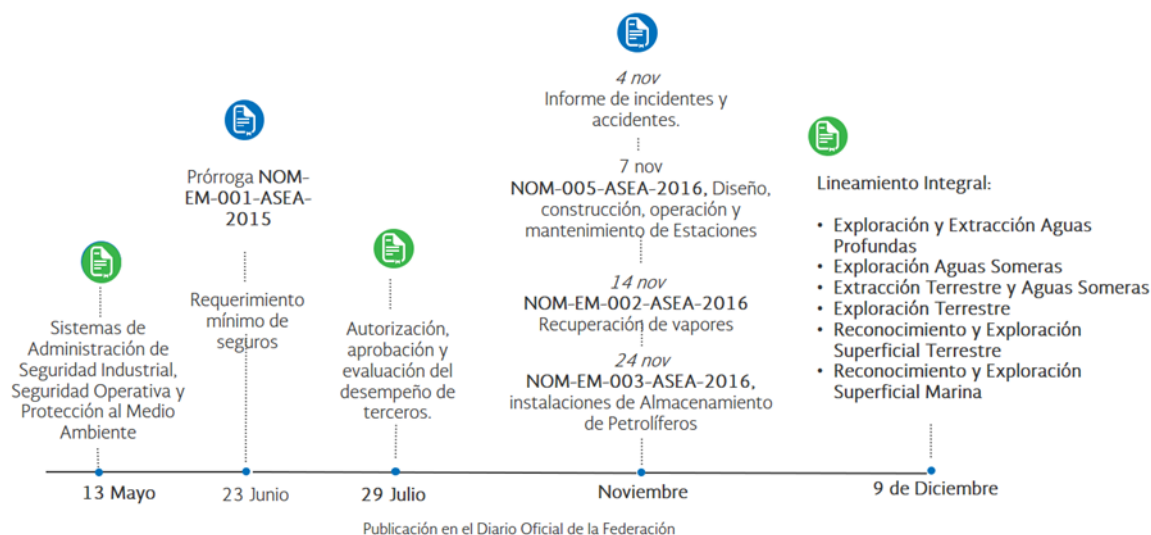 Sistemas de
Administración de
Seguridad Industrial,
Seguridad Operativa y
Protección al Medio
Ambiente
13 Mayo
Prórroga NOM-
EM-001-ASEA-
2015
Requerimiento
mínimo de
seguros
23 Junio
Autorización,
aprobación y
evaluación del
desempeño de
terceros.
29 Julio
4 nov
Informe de incidentes y
accidentes.
7 nov
NOM-005-ASEA-2016, Diseño,
construcción, operación y
mantenimiento de Estaciones
14 nov
NOM-EM-002-ASEA-2016
Recuperación de vapores
24 nov
NOM-EM-003-ASEA-2016,
instalaciones de Almacenamiento
de Petrolíferos
Noviembre
Lineamiento Integral:
• Exploración y Extracción Aguas
Profundas
• Exploración Aguas Someras
• Extracción Terrestre y Aguas Someras
• Exploración Terrestre
• Reconocimiento y Exploración
Superficial Terrestre
• Reconocimiento y Exploración
Superficial Marina
9 de Diciembre
Publicación en el Diario Oficial de la Federación